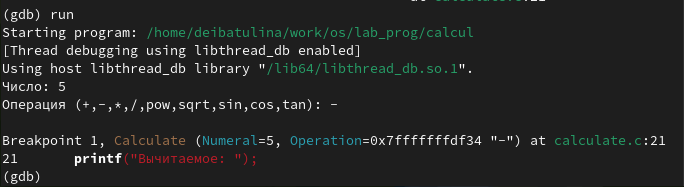 (gdb) run
Starting program: /home/deibatulina/work/os/lab_prog/calcul
[Thread debugging using libthread_db enabled]
Using host libthread_db library "/lib64/libthread_db.so.1".
Число: 5
Операция (+,-,*,/,pow,sqrt,sin,cos,tan): -
Breakpoint 1, Calculate (Numeral=5, Operation=0x7fffffffdf34 "-") at calculate.c:21
21 printf("Вычитаемое: ");
(gdb)